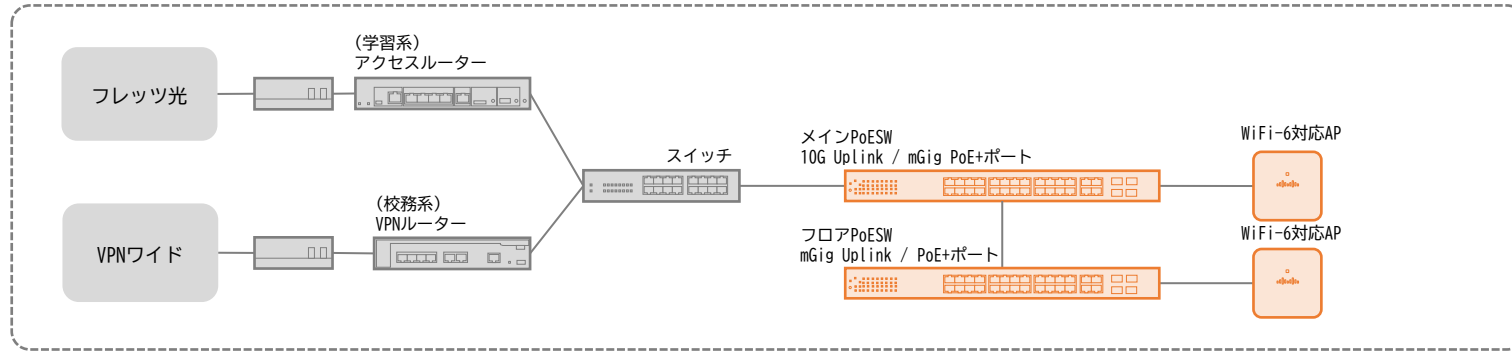 (学習系)
アクセスルーター
フレッツ光
スイッチ
メインPoESW
10G Uplink / mGig PoE+ポート
WiFi-6対応AP
(校務系)
VPNルーター
VPNワイド
フロアPoESW
mGig Uplink / PoE+ポート
WiFi-6対応AP